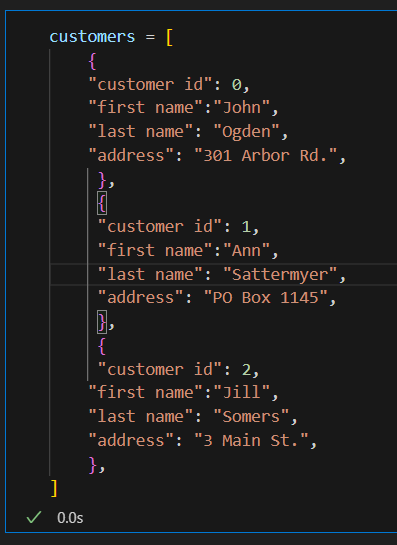 customers = [
{
"customer id": 0,
"first name":"John",
"last name": "Ogden",
"address": "301 Arbor Rd.",
},
{
"customer id": 1,
"first name":"Ann",
"last name": "Sattermyer",
"address": "PO Box 1145",
},
{
"customer id": 2,
"first name":"Jill",
"last name": "Somers",
"address": "3 Main St.",
},
]
0.0s